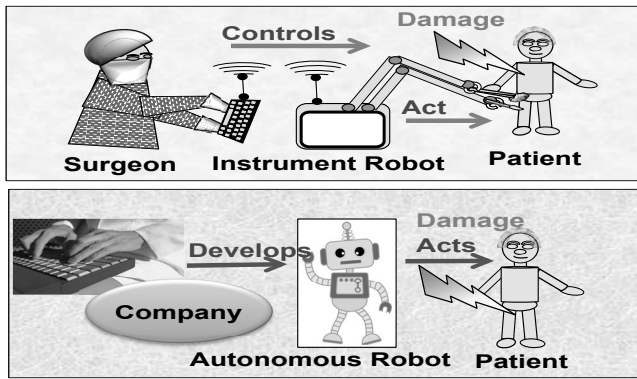 Controls
Damage
Act
Surgeon Instrument Robot Patient
Damage
Develops Acts
Company
Autonomous Robot Patient